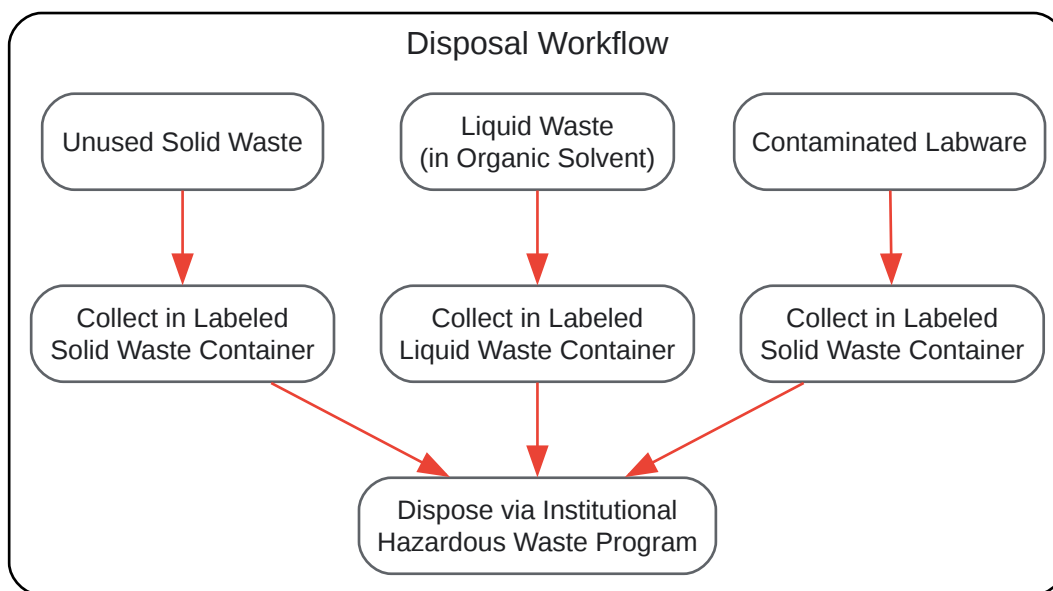 Disposal Workflow
Unused Solid Waste
Liquid Waste
(in Organic Solvent)
Contaminated Labware
Collect in Labeled
Solid Waste Container
Collect in Labeled
Liquid Waste Container
Collect in Labeled
Solid Waste Container
Dispose via Institutional
Hazardous Waste Program